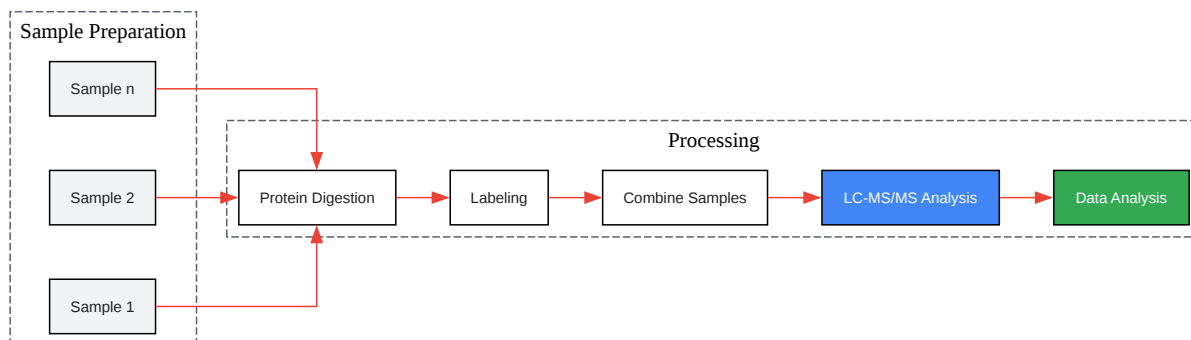 Sample Preparation
Sample n
Processing
Sample 2
Protein Digestion
Labeling
Combine Samples
LC-MS/MS Analysis
Data Analysis
Sample 1